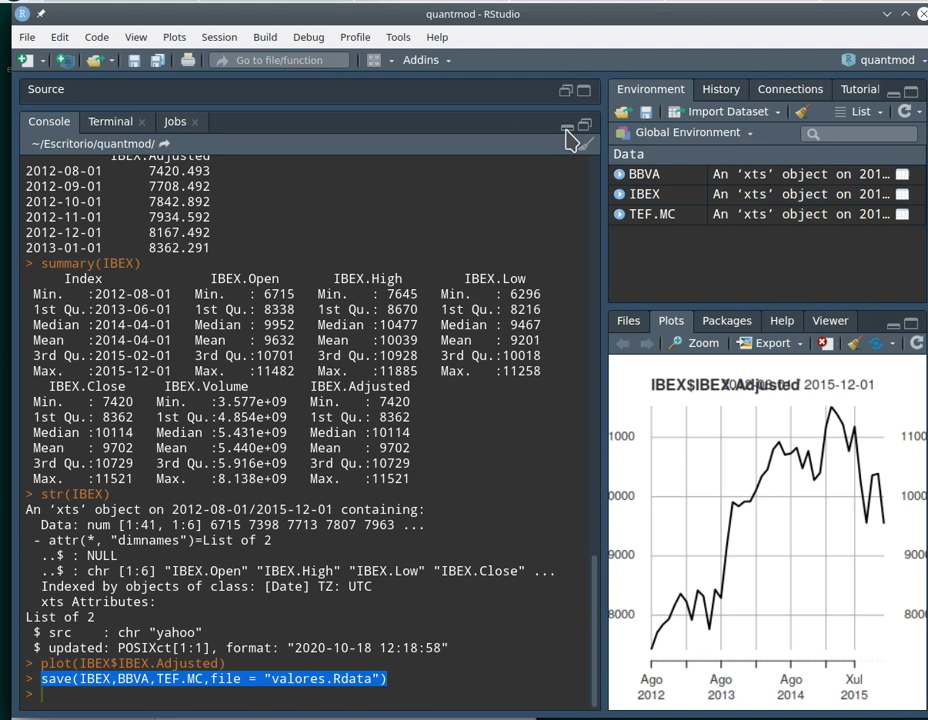 quantmod - RStudio
File Edit Code View Plots Session Build Debug Profile Tools Help
Go to file/function Addins quantmod
Source
Console Terminal Jobs
~/Escritorio/quantmod/
IBEX.Adjusted
2012-08-01 7420.493
2012-09-01 7708.492
2012-10-01 7842.892
2012-11-01 7934.592
2012-12-01 8167.492
2013-01-01 8362.291
> summary(IBEX)
Index IBEX.Open IBEX.High IBEX.Low
Min. :2012-08-01 Min. : 6715 Min. : 7645 Min. : 6296
1st Qu.:2013-06-01 1st Qu.: 8338 1st Qu.: 8670 1st Qu.: 8216
Median :2014-04-01 Median : 9952 Median :10477 Median : 9467
Mean :2014-04-01 Mean : 9632 Mean :10039 Mean : 9201
3rd Qu.:2015-02-01 3rd Qu.:10701 3rd Qu.:10928 3rd Qu.:10018
Max. :2015-12-01 Max. :11482 Max. :11885 Max. :11258
IBEX.Close IBEX.Volume IBEX.Adjusted
Min. : 7420 Min. :3.577e+09 Min. : 7420
1st Qu.: 8362 1st Qu.:4.854e+09 1st Qu.: 8362
Median :10114 Median :5.431e+09 Median :10114
Mean : 9702 Mean :5.440e+09 Mean : 9702
3rd Qu.:10729 3rd Qu.:5.916e+09 3rd Qu.:10729
Max. :11521 Max. :8.138e+09 Max. :11521
> str(IBEX)
An ‘xts’ object on 2012-08-01/2015-12-01 containing:
Data: num [1:41, 1:6] 6715 7398 7713 7807 7963 ...
- attr(*, "dimnames")=List of 2
..$ : NULL
..$ : chr [1:6] "IBEX.Open" "IBEX.High" "IBEX.Low" "IBEX.Close" ...
Indexed by objects of class: [Date] TZ: UTC
xts Attributes:
List of 2
$ src : chr "yahoo"
$ updated: POSIXct[1:1], format: "2020-10-18 12:18:58"
> plot(IBEX$IBEX.Adjusted)
> save(IBEX,BBVA,TEF.MC,file = "valores.Rdata")
>
Environment History Connections Tutorial
Import Dataset List
Global Environment
Data
BBVA An ‘xts’ object on 201…
IBEX An ‘xts’ object on 201…
TEF.MC An ‘xts’ object on 201…
Files Plots Packages Help Viewer
Zoom Export
IBEX$IBEX.Adjusted / 2015-12-01
1000 1100
0000 1000
9000 9000
8000 800
Ago Ago Ago Xul
2012 2013 2014 2015